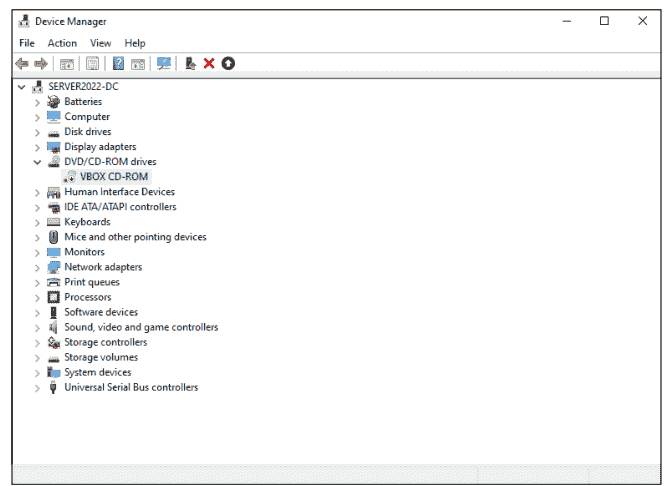 Device Manager
File Action View Help
SERVER2022-DC
Batteries
Computer
Disk drives
Display adapters
DVD/CD-ROM drives
VBOX CD-ROM
Human Interface Devices
IDE ATA/ATAPI controllers
Keyboards
Mice and other pointing devices
Monitors
Network adapters
Print queues
Processors
Software devices
Sound, video and game controllers
Storage controllers
Storage volumes
System devices
Universal Serial Bus controllers